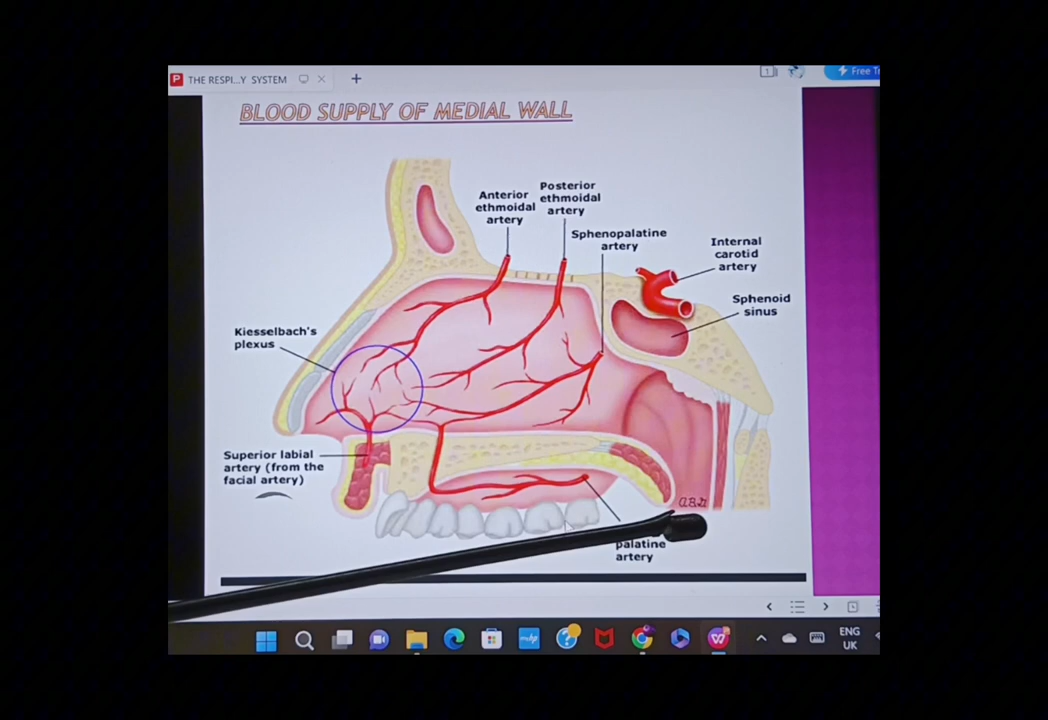 THE RESPI...Y SYSTEM
1
Free
BLOOD SUPPLY OF MEDIAL WALL
Anterior
ethmoidal
artery
Posterior
ethmoidal
artery
Sphenopalatine
artery
Internal
carotid
artery
Sphenoid
sinus
Kiesselbach's
plexus
Superior labial
artery (from the
facial artery)
palatine
artery
ENG
UK